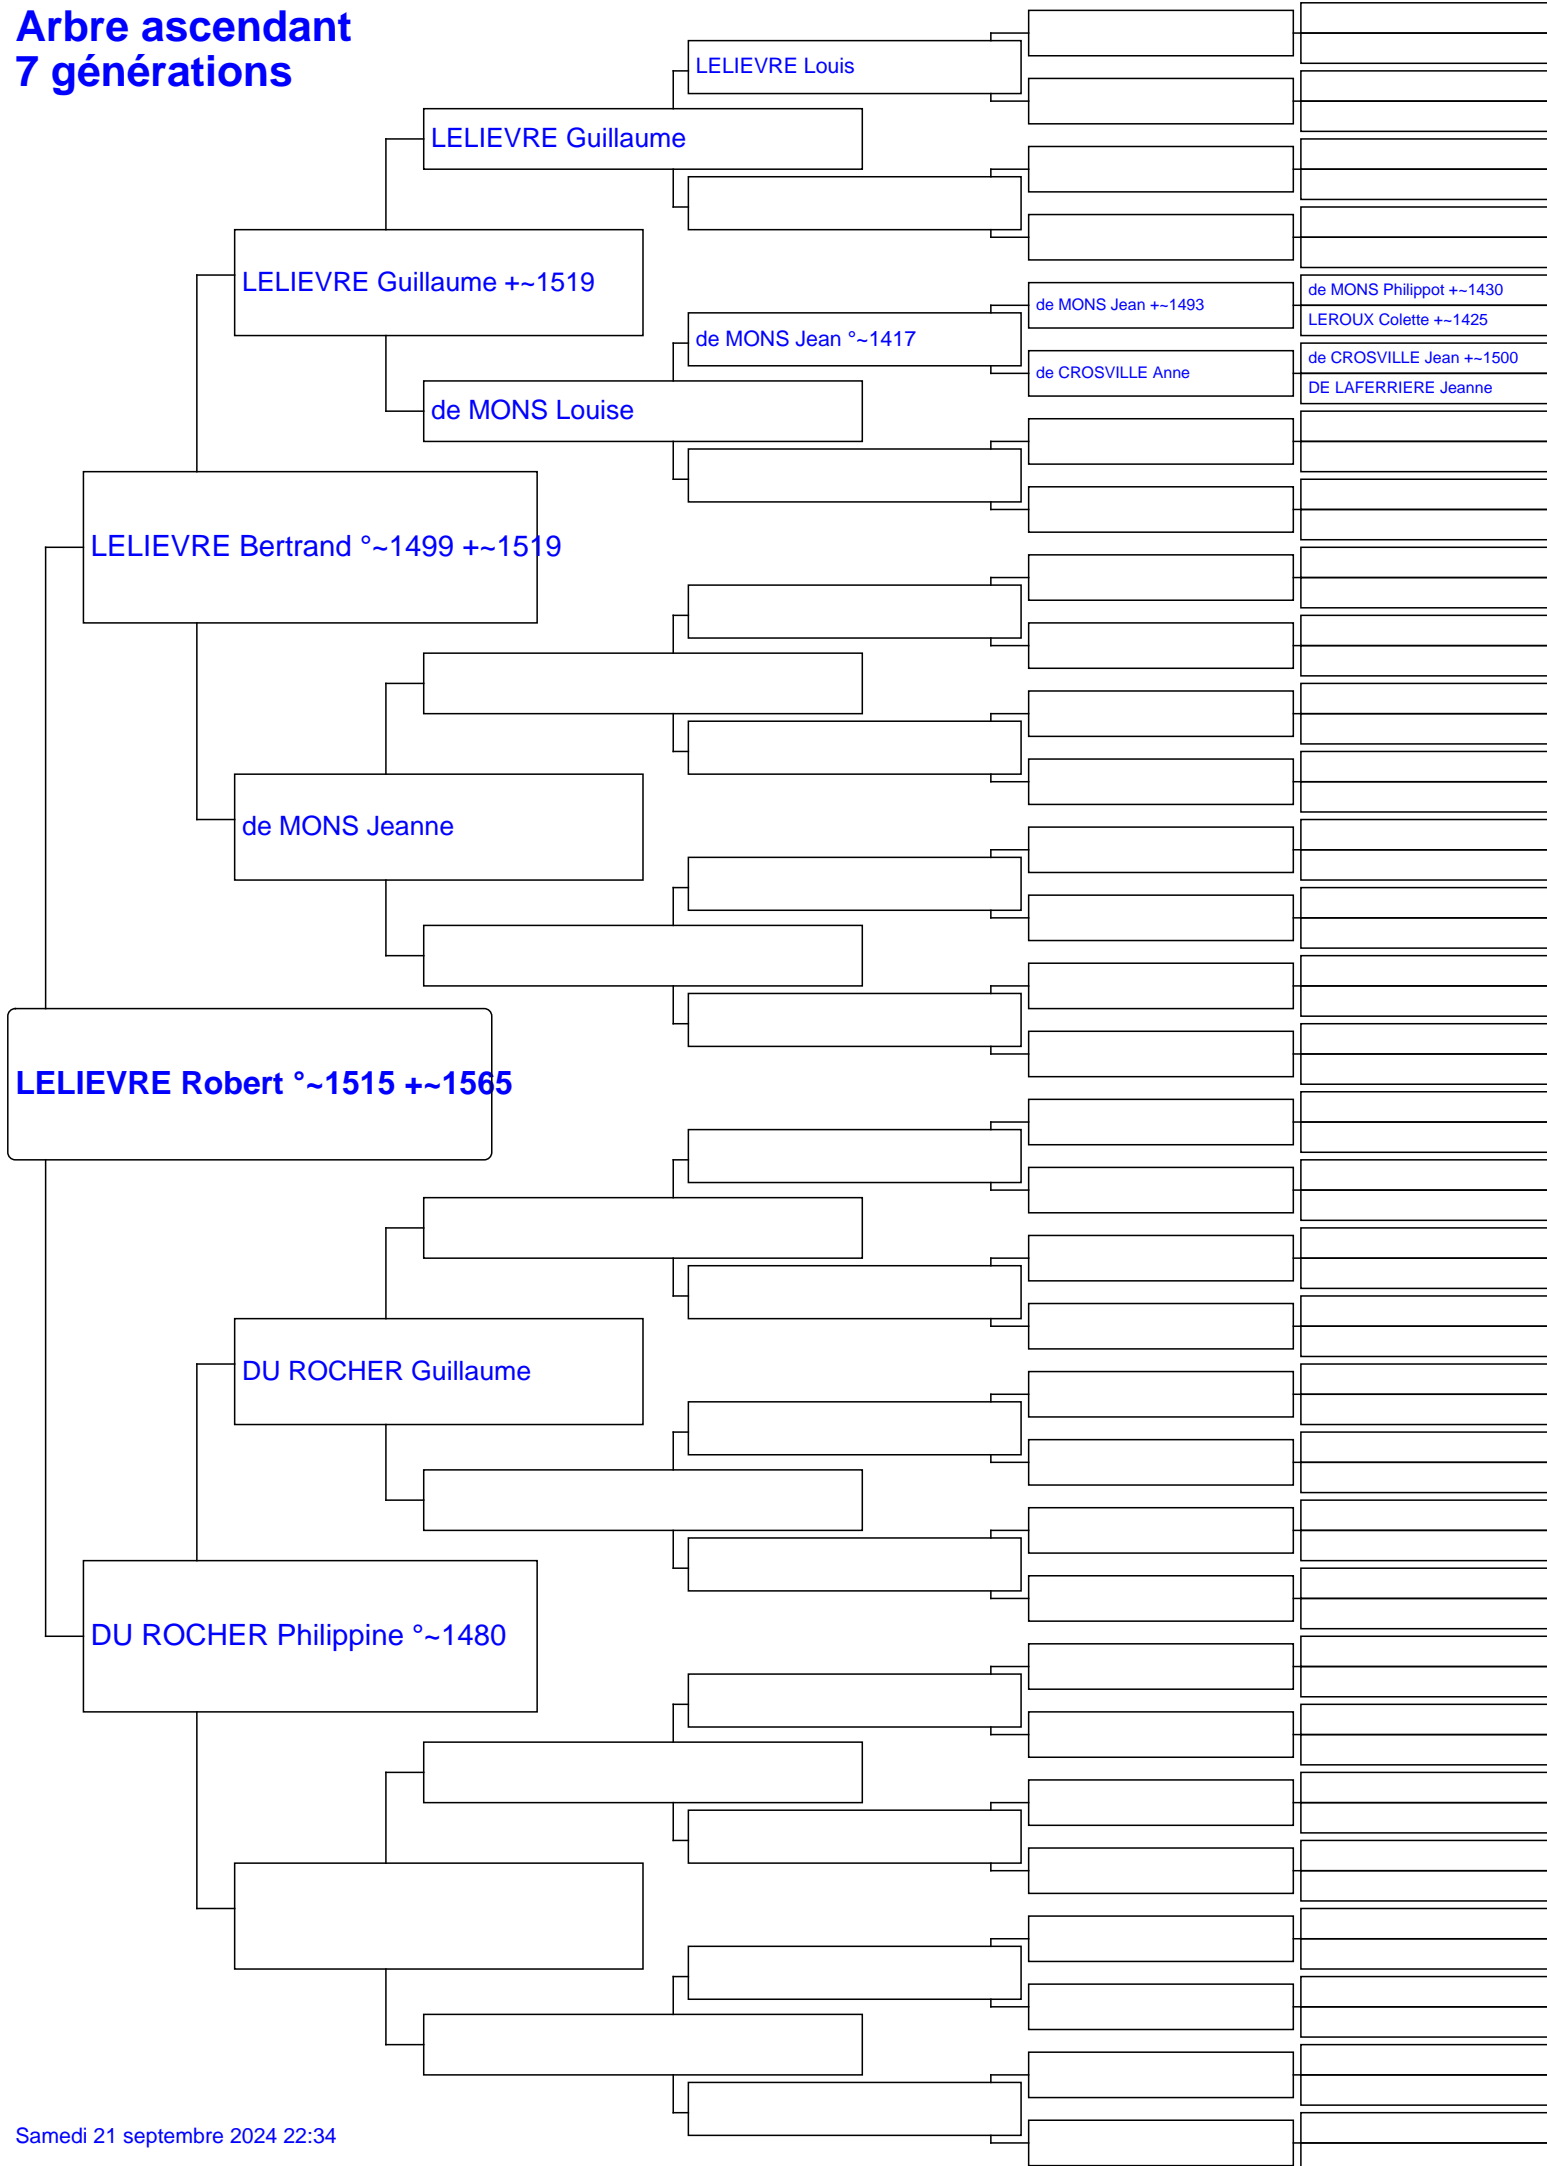 Arbre ascendant
7 générations
LELIEVRE Louis
LELIEVRE Guillaume
LELIEVRE Guillaume +~1519
de MONS Philippot +~1430
de MONS Jean +~1493
LEROUX Colette +~1425
de MONS Jean °~1417
de CROSVILLE Jean +~1500
de CROSVILLE Anne
DE LAFERRIERE Jeanne
de MONS Louise
LELIEVRE Bertrand °~1499 +~1519
de MONS Jeanne
LELIEVRE Robert °~1515 +~1565
DU ROCHER Guillaume
DU ROCHER Philippine °~1480
Samedi 21 septembre 2024 22:34